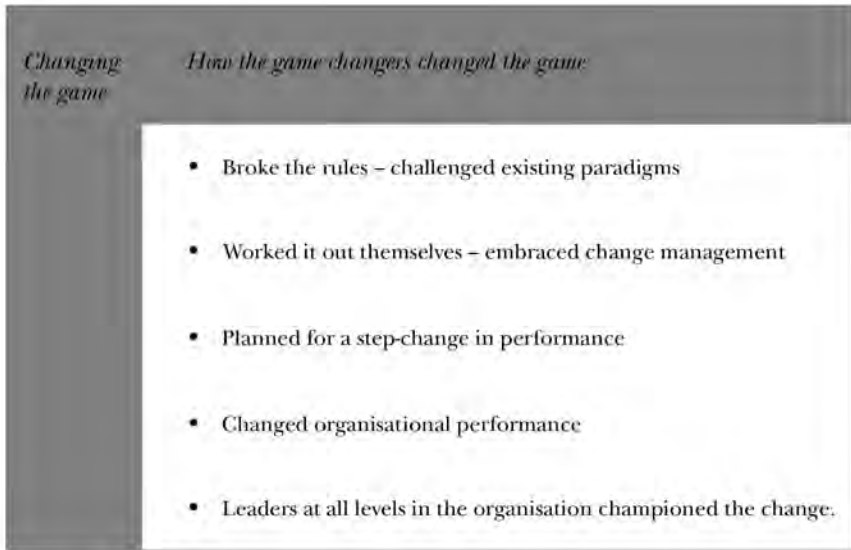 Changing
the game
How the game changers changed the game
• Broke the rules – challenged existing paradigms
• Worked it out themselves – embraced change management
• Planned for a step-change in performance
• Changed organisational performance
• Leaders at all levels in the organisation championed the change.